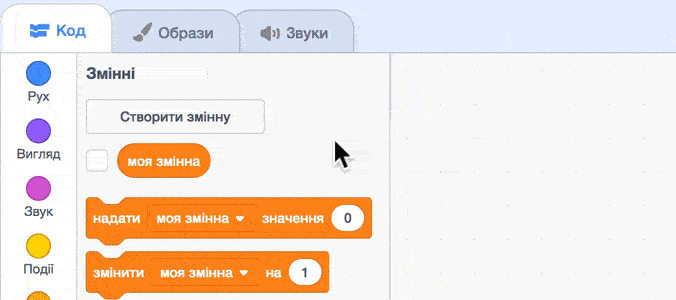 Код Образи Звуки
Змінні
Рух
Створити змінну
Вигляд
моя змінна
Звук
надати моя змінна значення 0
Події
змінити моя змінна на 1